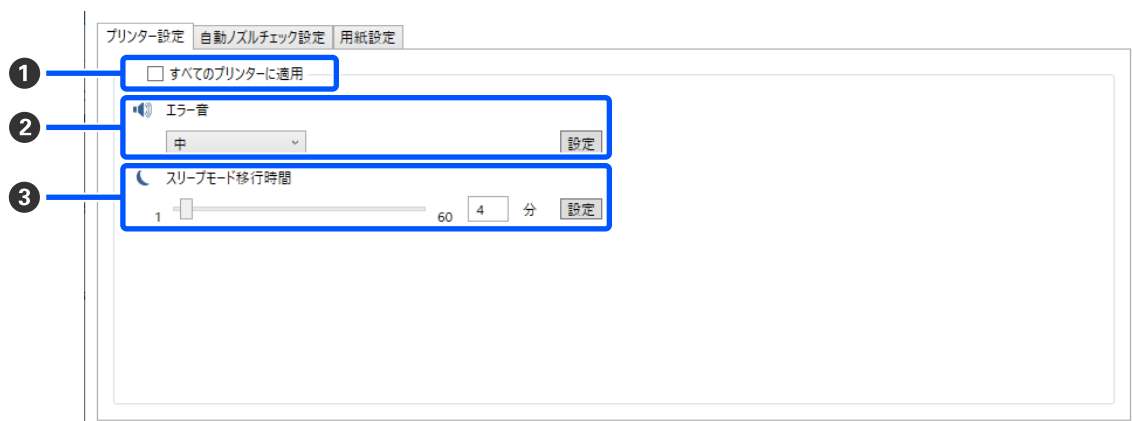 プリンター設定 自動ノズルチェック設定 用紙設定
1 すべてのプリンターに適用
エラー音
2
中 設定
スリープモード移行時間
3
1 60 4 分 設定